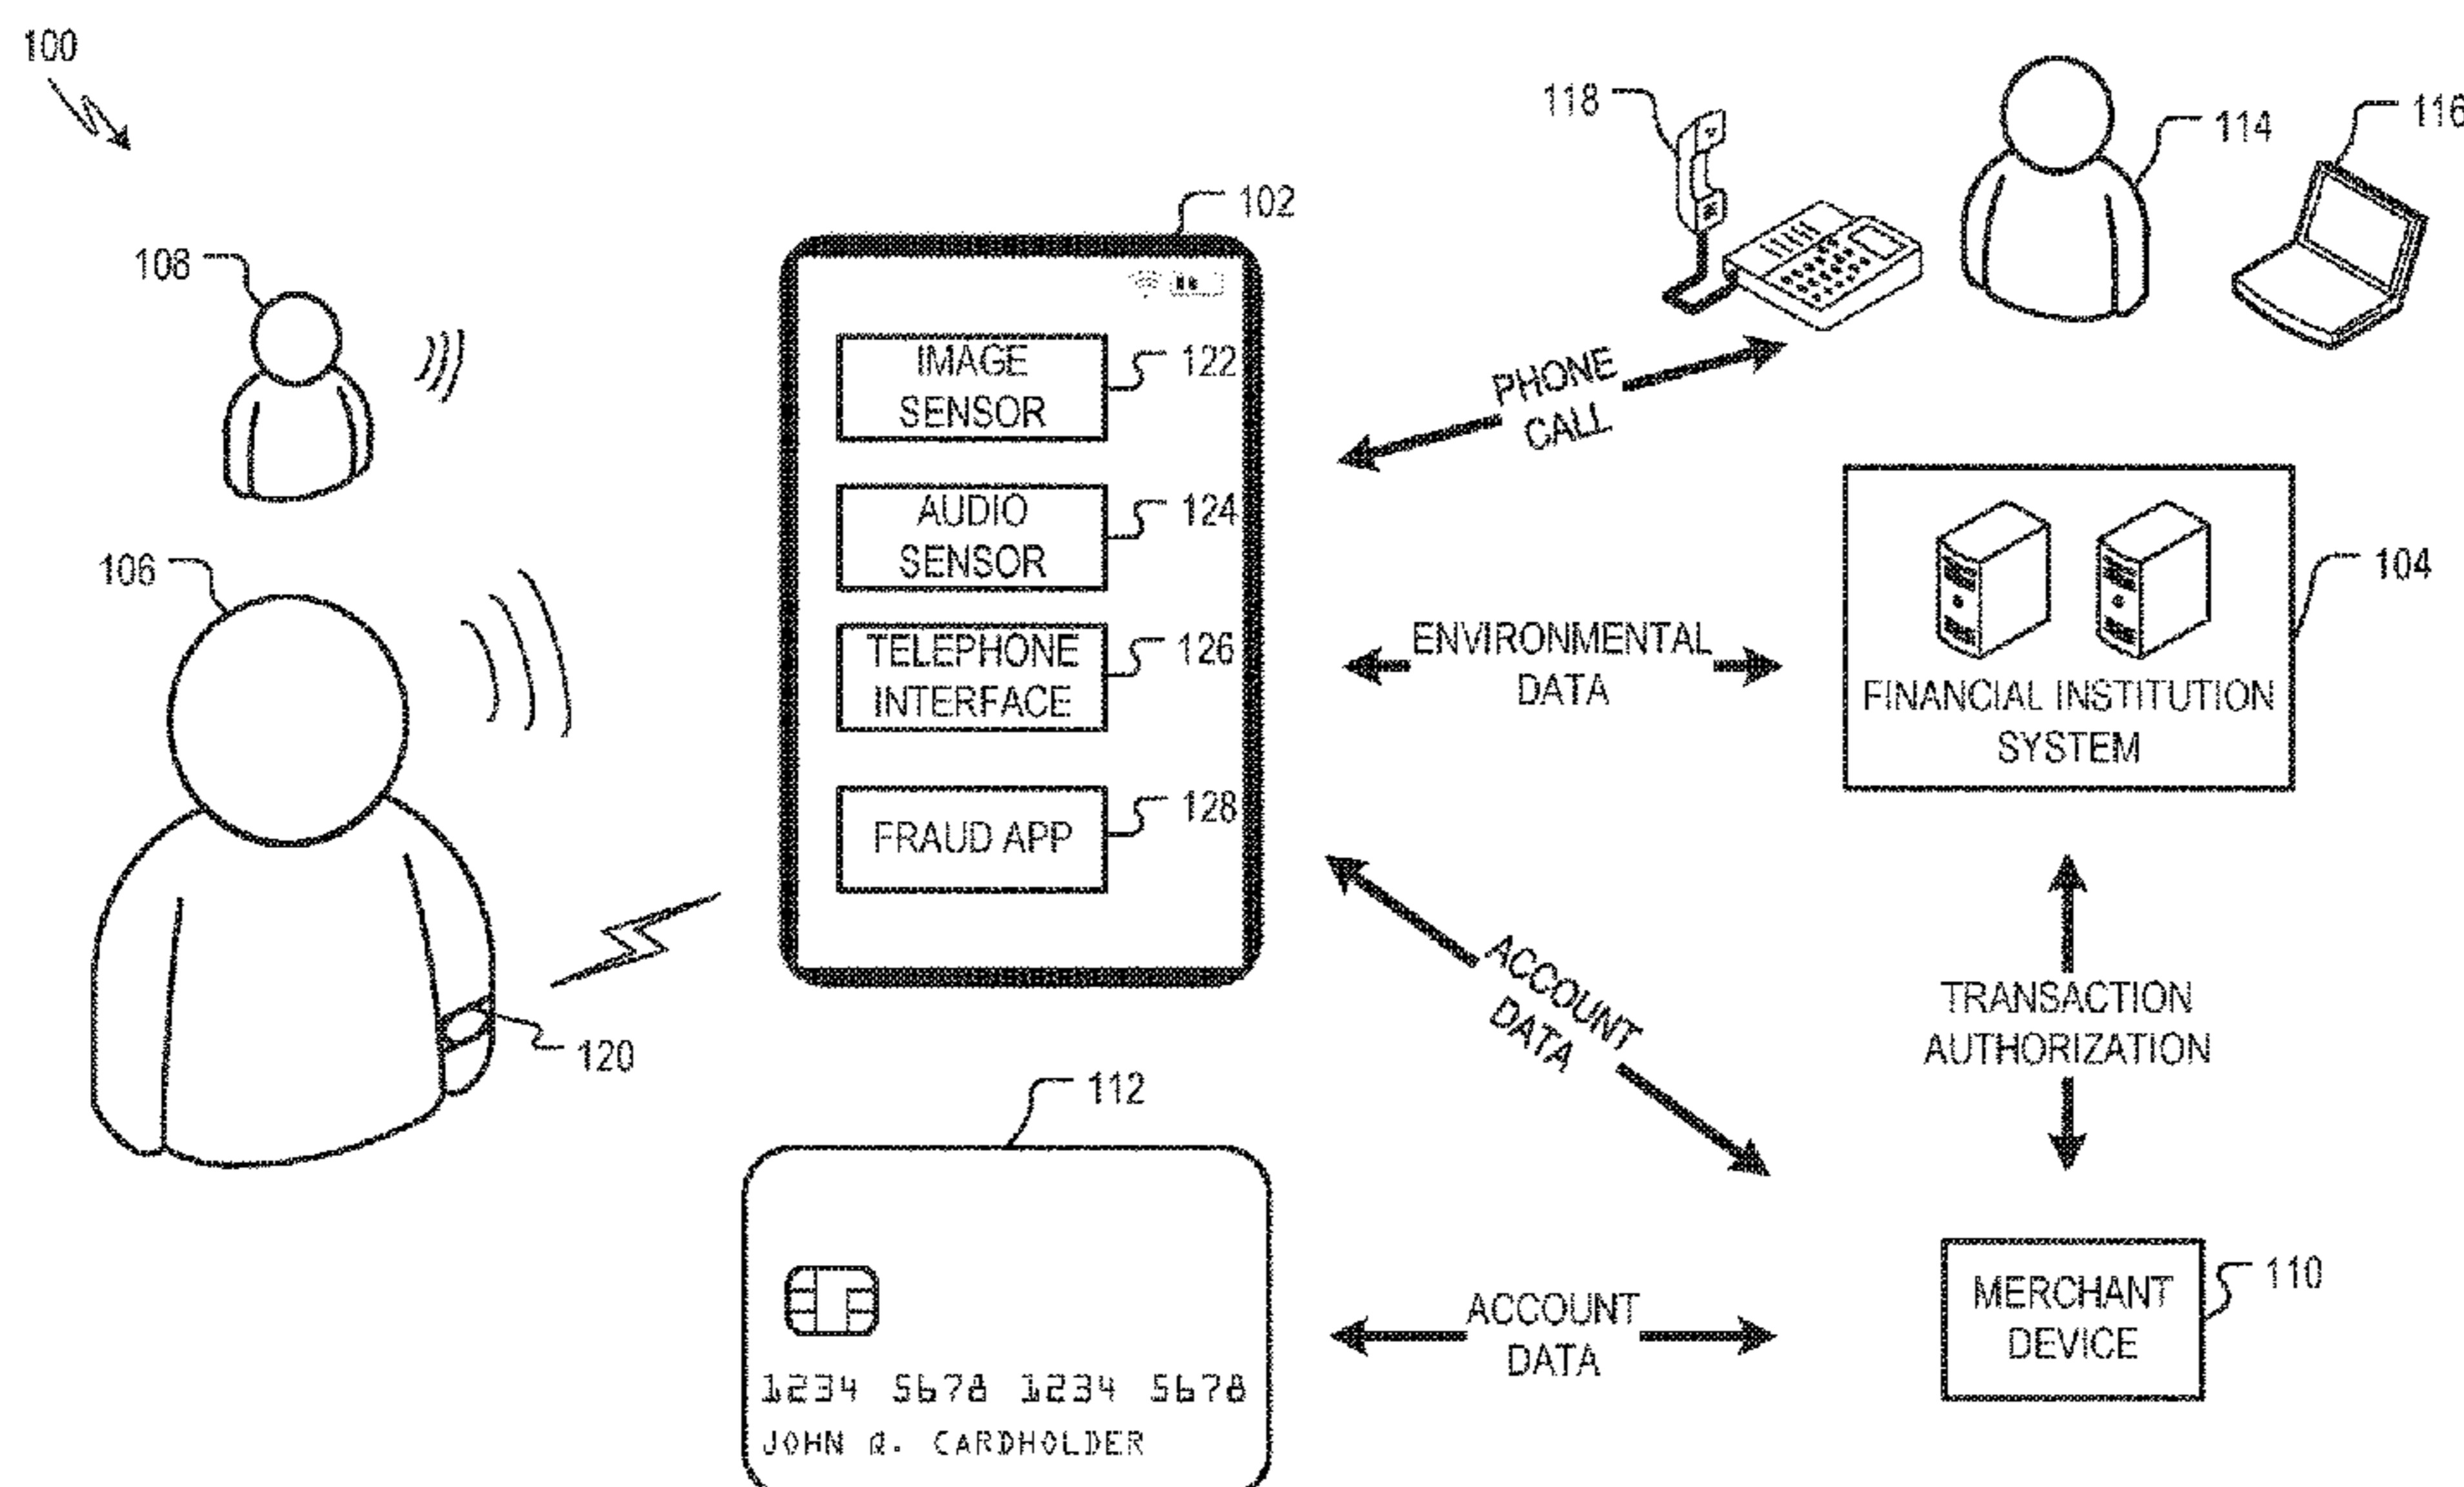 100
118
114
116
102
108
IMAGE
SENSOR
122
PHONE
CALL
AUDIO
SENSOR
124
106
104
TELEPHONE
INTERFACE
126
ENVIRONMENTAL
DATA
FINANCIAL INSTITUTION
SYSTEM
FRAUD APP
128
ACCOUNT
DATA
TRANSACTION
AUTHORIZATION
120
112
1234 5678 1234 5678
JOHN Q. CARDHOLDER
ACCOUNT
DATA
MERCHANT
DEVICE
110